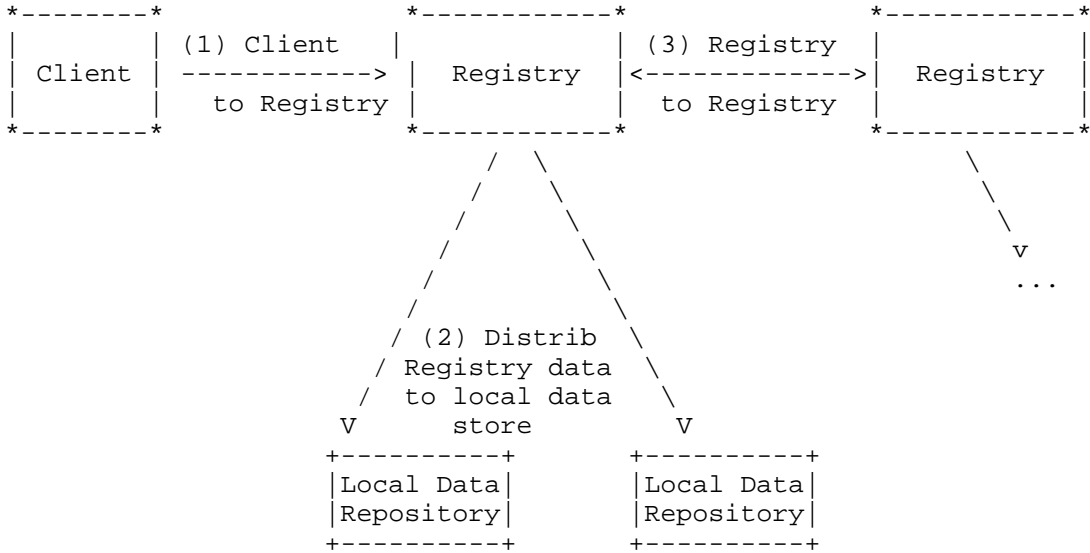 (1) Client (3) Registry
Client Registry Registry
to Registry to Registry
...
(2) Distrib
Registry data
to local data
store
Local Data Local Data
Repository Repository